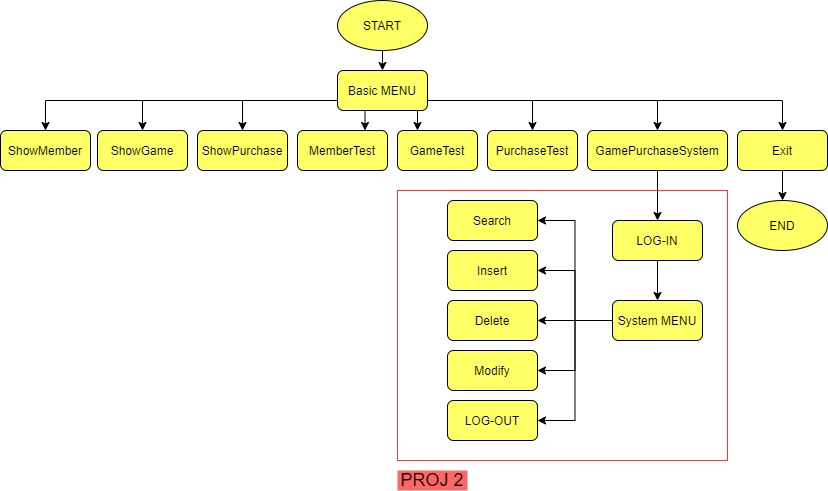 START
Basic MENU
ShowMember
ShowGame
ShowPurchase
MemberTest
GameTest
PurchaseTest
GamePurchaseSystem
Exit
Search
LOG-IN
END
Insert
Delete
System MENU
Modify
LOG-OUT
PROJ 2